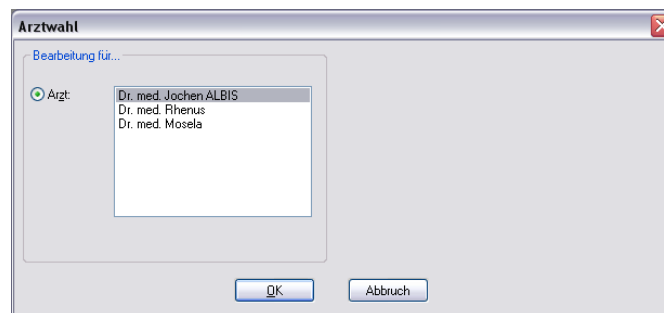 Arztwahl
Bearbeitung für...
Arzt:
Dr. med. Jochen ALBIS
Dr. med. Rhenus
Dr. med. Mosela
OK
Abbruch